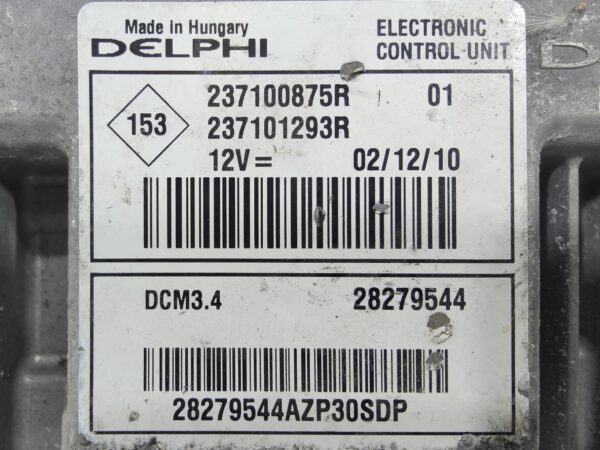 Made in Hungary
DELPHI
ELECTRONIC
CONTROL-UNIT
D
153
237100875R 01
237101293R
12V= 02/12/10
DCM3.4 28279544
28279544AZP30SDP